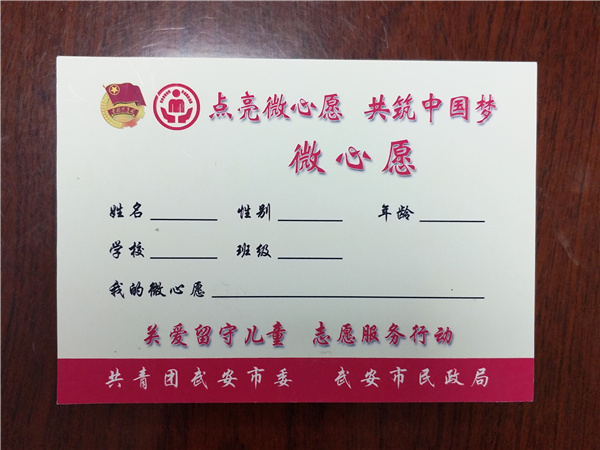 点亮微心愿 共筑中国梦
微心愿
姓名 性别 年龄
学校 班级
我的微心愿
关爱留守儿童 志愿服务行动
共青团武安市委 武安市民政局